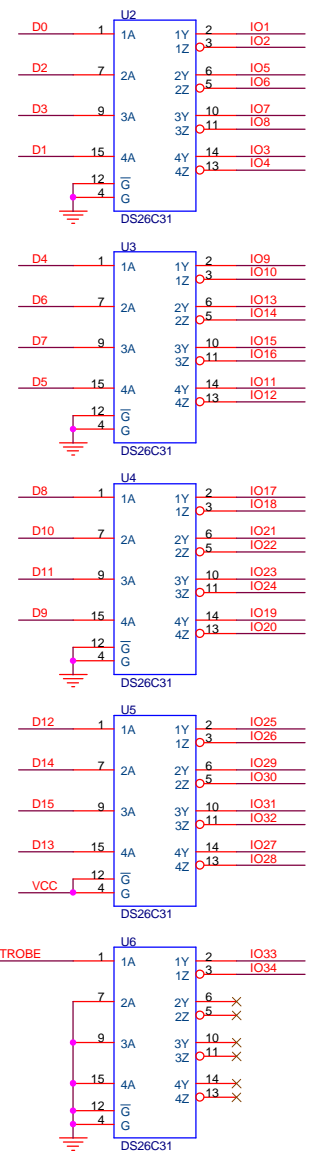 U2
D0 1 1A 1Y 2 IO1
1Z 3 IO2
D2 7 2A 2Y 6 IO5
2Z 5 IO6
D3 9 3A 3Y 10 IO7
3Z 11 IO8
D1 15 4A 4Y 14 IO3
4Z 13 IO4
12 G
4 G
DS26C31
U3
D4 1 1A 1Y 2 IO9
1Z 3 IO10
D6 7 2A 2Y 6 IO13
2Z 5 IO14
D7 9 3A 3Y 10 IO15
3Z 11 IO16
D5 15 4A 4Y 14 IO11
4Z 13 IO12
12 G
4 G
DS26C31
U4
D8 1 1A 1Y 2 IO17
1Z 3 IO18
D10 7 2A 2Y 6 IO21
2Z 5 IO22
D11 9 3A 3Y 10 IO23
3Z 11 IO24
D9 15 4A 4Y 14 IO19
4Z 13 IO20
12 G
4 G
DS26C31
U5
D12 1 1A 1Y 2 IO25
1Z 3 IO26
D14 7 2A 2Y 6 IO29
2Z 5 IO30
D15 9 3A 3Y 10 IO31
3Z 11 IO32
D13 15 4A 4Y 14 IO27
4Z 13 IO28
12 G
VCC 4 G
DS26C31
U6
TROBE 1 1A 1Y 2 IO33
1Z 3 IO34
7 2A 2Y 6
2Z 5
9 3A 3Y 10
3Z 11
15 4A 4Y 14
4Z 13
12 G
4 G
DS26C31